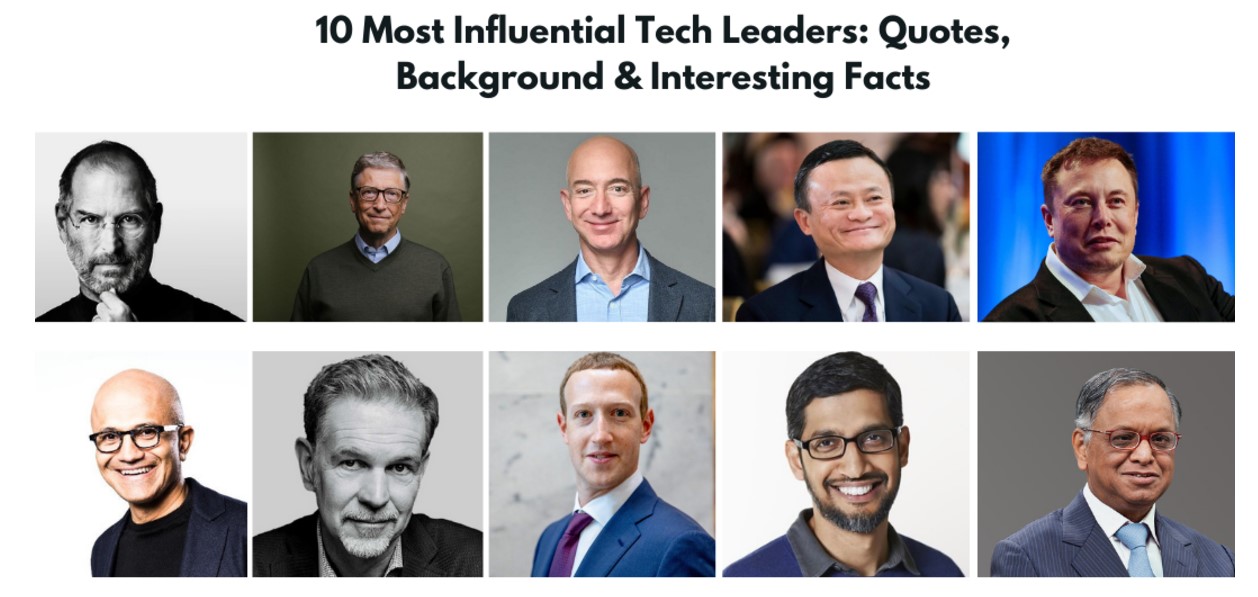 10 Most Influential Tech Leaders: Quotes,
Background & Interesting Facts